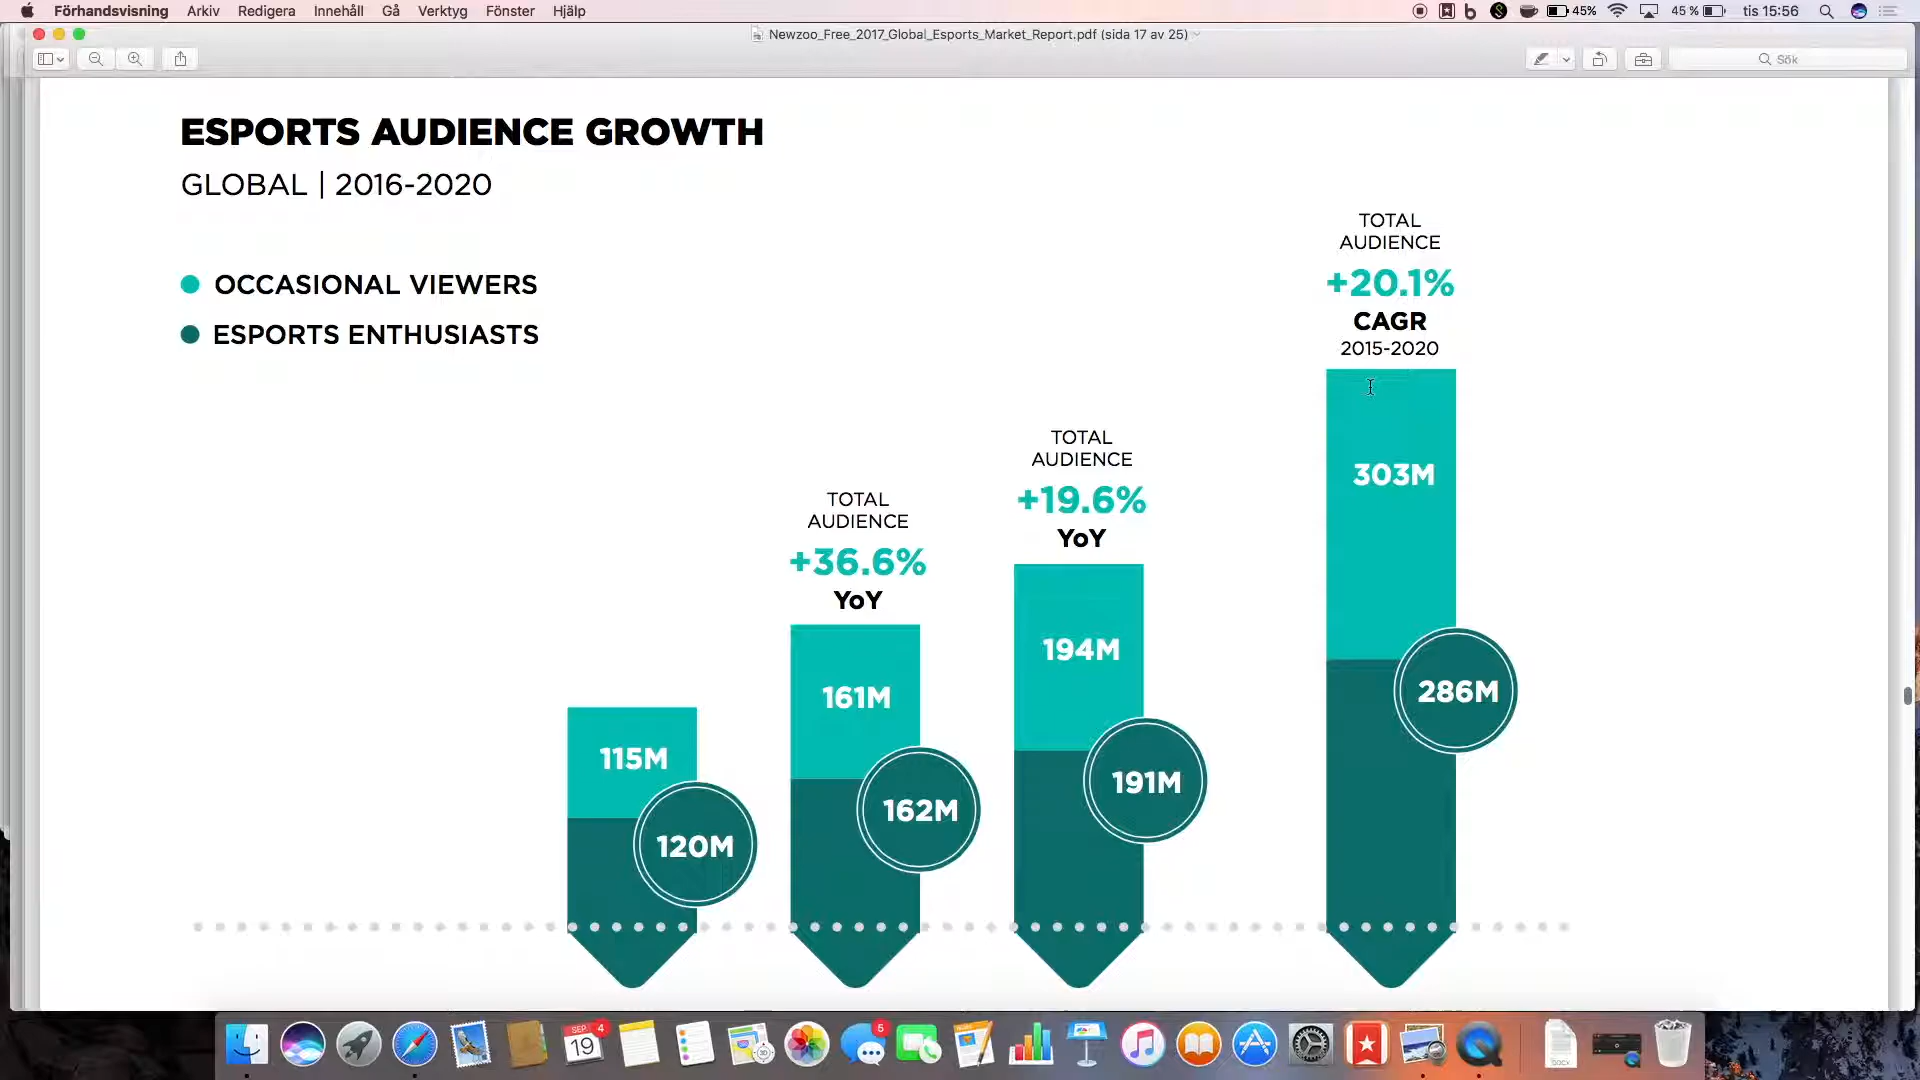 Förhandsvisning Arkiv Redigera Innehåll Gå Verktyg Fönster Hjälp 45% 45 % tis 15:56
Newzoo_Free_2017_Global_Esports_Market_Report.pdf (sida 17 av 25)
Sök
ESPORTS AUDIENCE GROWTH
GLOBAL | 2016-2020
OCCASIONAL VIEWERS
ESPORTS ENTHUSIASTS
115M
120M
TOTAL
AUDIENCE
+36.6%
YoY
161M
162M
TOTAL
AUDIENCE
+19.6%
YoY
194M
191M
TOTAL
AUDIENCE
+20.1%
CAGR
2015-2020
303M
286M
SEP 4
19
5
DOCX